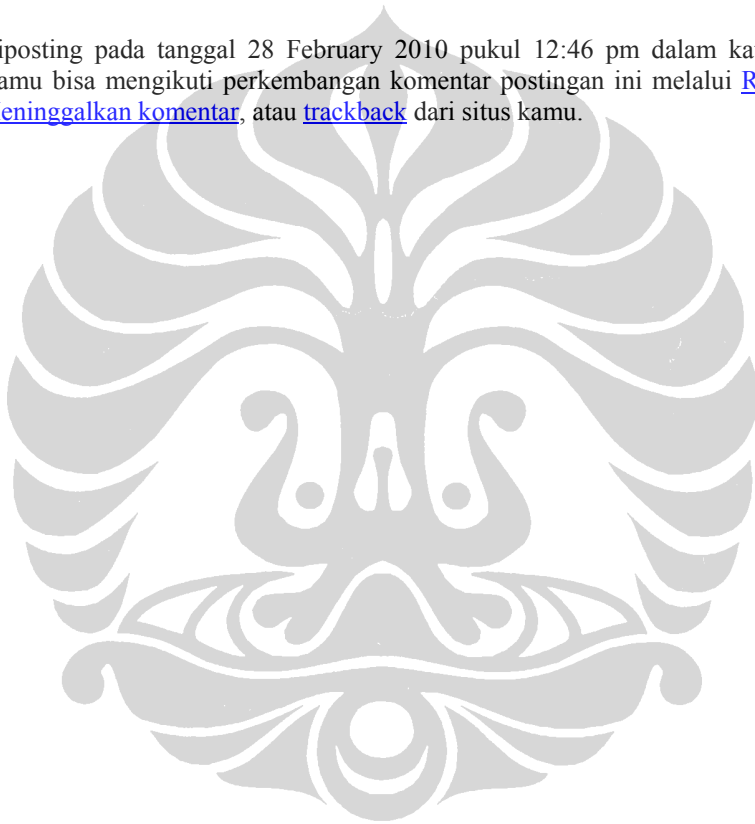 iposting pada tanggal 28 February 2010 pukul 12:46 pm dalam ka
amu bisa mengikuti perkembangan komentar postingan ini melalui R
eninggalkan komentar, atau trackback dari situs kamu.